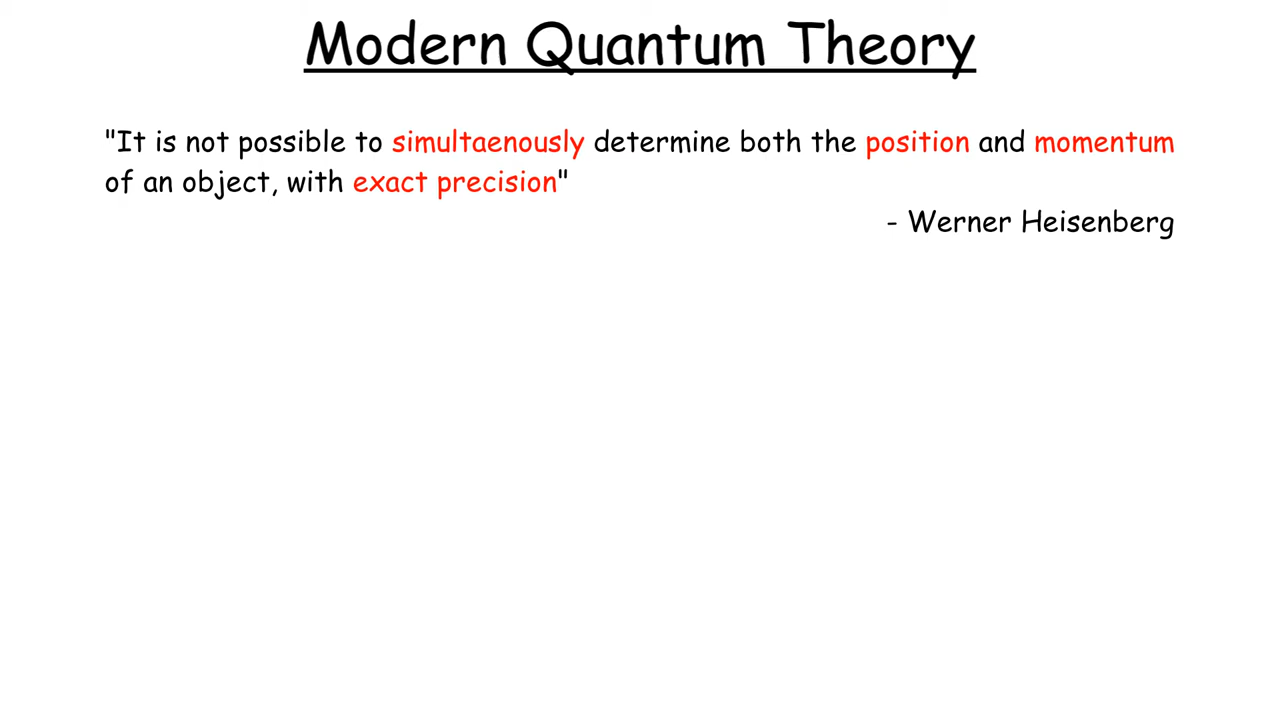 Modern Quantum Theory
"It is not possible to simultaenously determine both the position and momentum
of an object, with exact precision"
- Werner Heisenberg